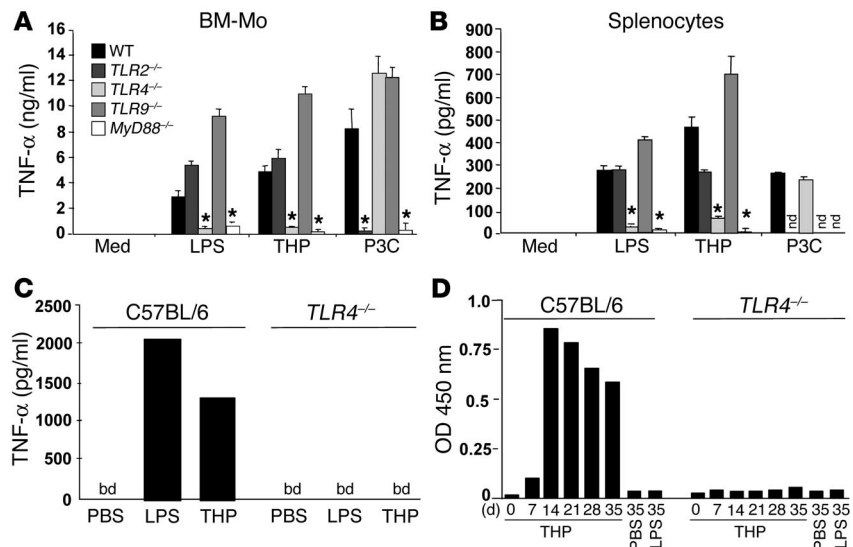 A
BM-Mo
TNF-α (ng/ml)
16
14
12
10
8
6
4
2
0
WT
TLR2⁻/⁻
TLR4⁻/⁻
TLR9⁻/⁻
MyD88⁻/⁻
* * * * * *
Med LPS THP P3C
B
Splenocytes
TNF-α (pg/ml)
900
800
700
600
500
400
300
200
100
0
* * * * nd nd nd
Med LPS THP P3C
C
C57BL/6 TLR4⁻/⁻
TNF-α (pg/ml)
2500
2000
1500
1000
500
0
bd bd bd bd
PBS LPS THP PBS LPS THP
D
C57BL/6 TLR4⁻/⁻
OD 450 nm
1.0
0.75
0.5
0.25
0
(d) 0 7 14 21 28 35 35 35 0 7 14 21 28 35 35 35
THP PBS LPS THP PBS LPS